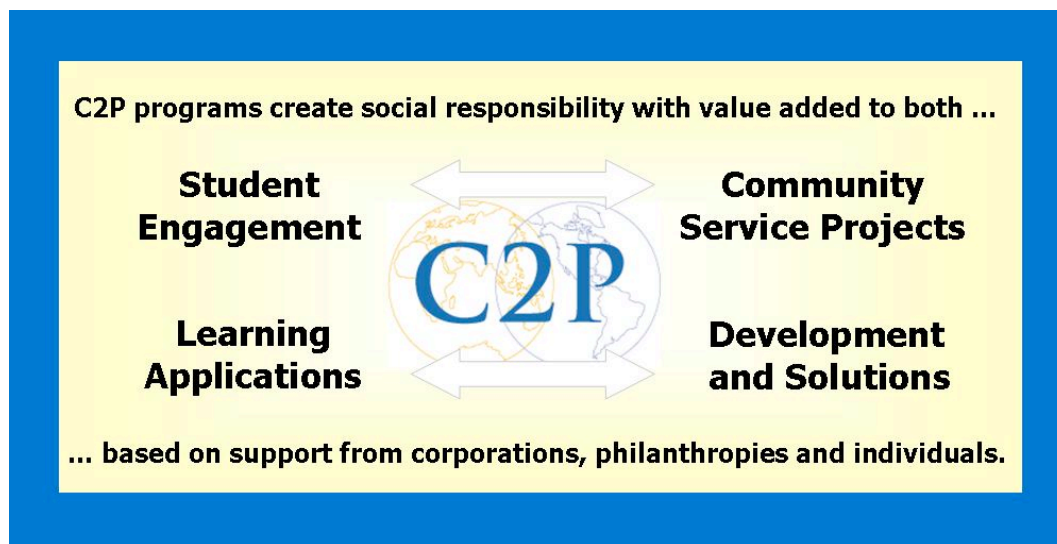 C2P programs create social responsibility with value added to both ...
Student
Engagement
Community
Service Projects
C2P
Learning
Applications
Development
and Solutions
... based on support from corporations, philanthropies and individuals.